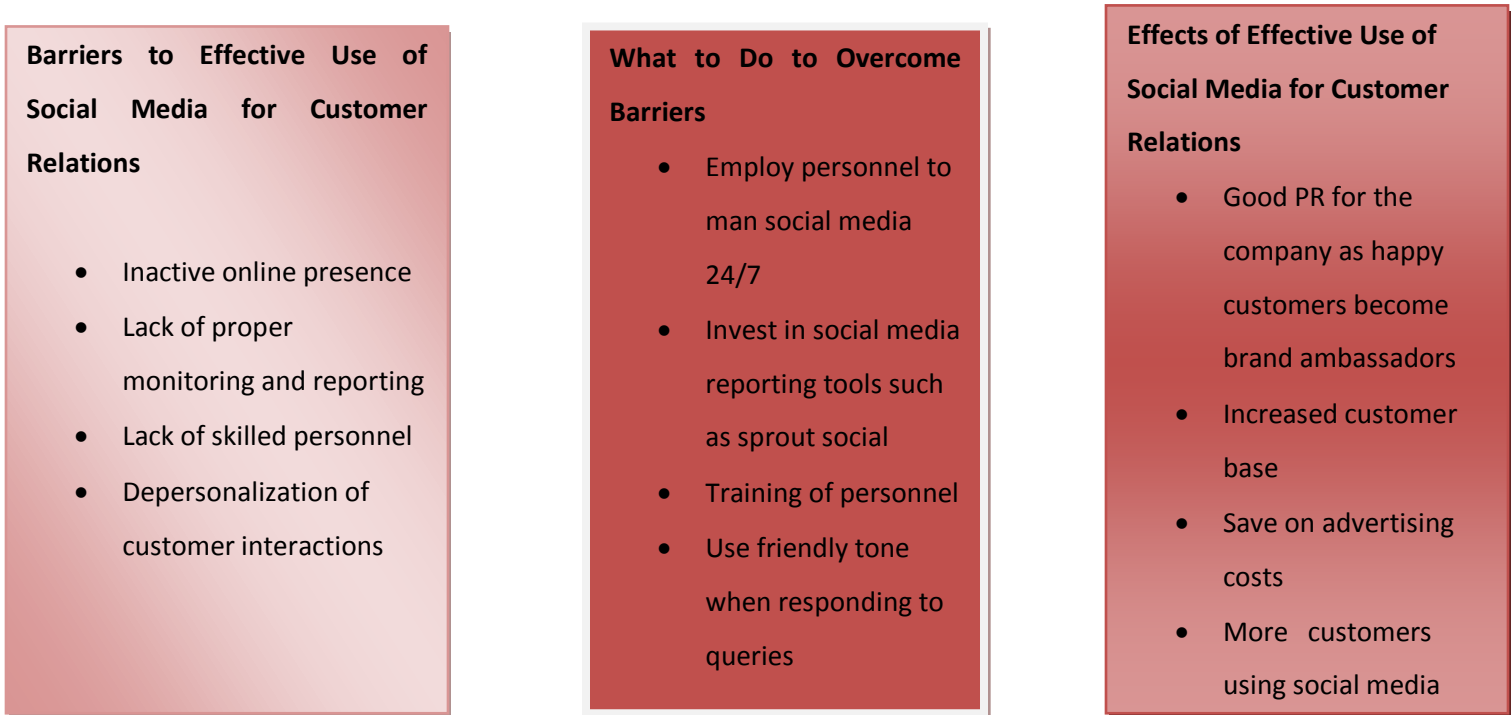 Barriers to Effective Use of
Social Media for Customer
Relations
• Inactive online presence
• Lack of proper
monitoring and reporting
• Lack of skilled personnel
• Depersonalization of
customer interactions
What to Do to Overcome
Barriers
• Employ personnel to
man social media
24/7
• Invest in social media
reporting tools such
as sprout social
• Training of personnel
• Use friendly tone
when responding to
queries
Effects of Effective Use of
Social Media for Customer
Relations
• Good PR for the
company as happy
customers become
brand ambassadors
• Increased customer
base
• Save on advertising
costs
• More customers
using social media